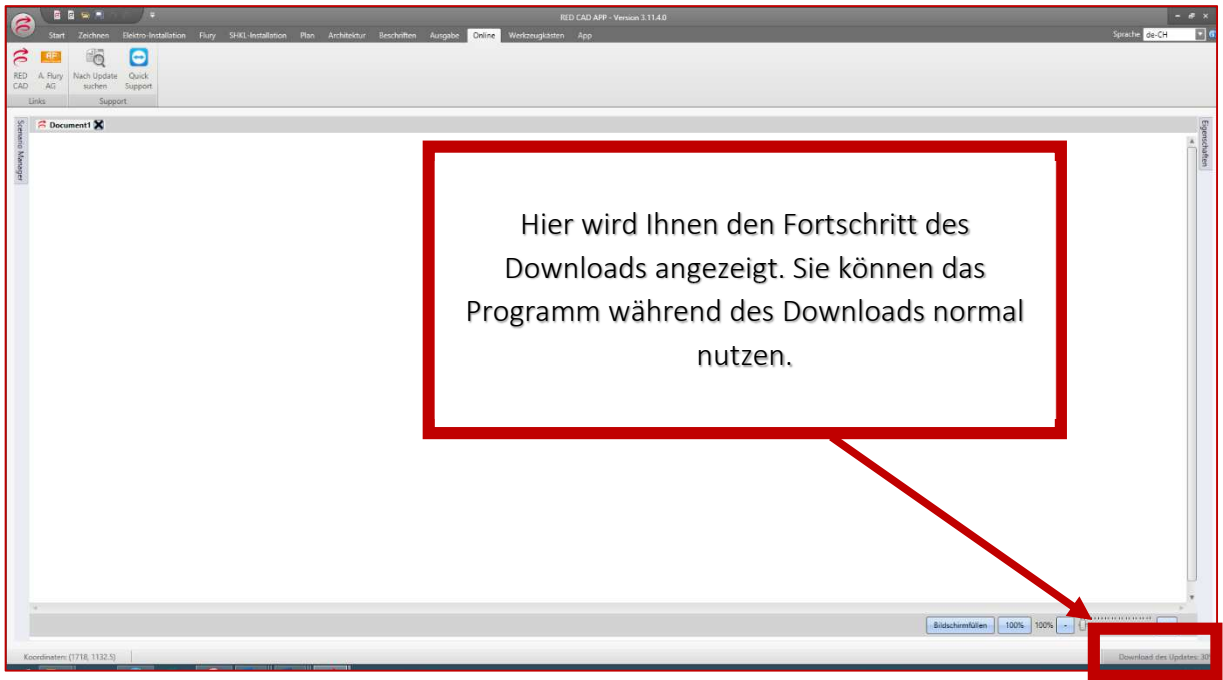 RED CAD APP - Version 3.11.4.0
Start Zeichnen Elektro-Installation Flury SHKL-Installation Plan Architektur Beschriften Ausgabe Online Werkzeugkästen App
Sprache de-CH
RED CAD
A. Flury AG
Nach Update suchen
Quick Support
Links
Support
Scenario Manager
Document1
Eigenschaften
Hier wird Ihnen den Fortschritt des
Downloads angezeigt. Sie können das
Programm während des Downloads normal
nutzen.
Bildschirmfüllen 100% 100% -
Koordinaten: (1718, 1132.5)
Download des Updates: